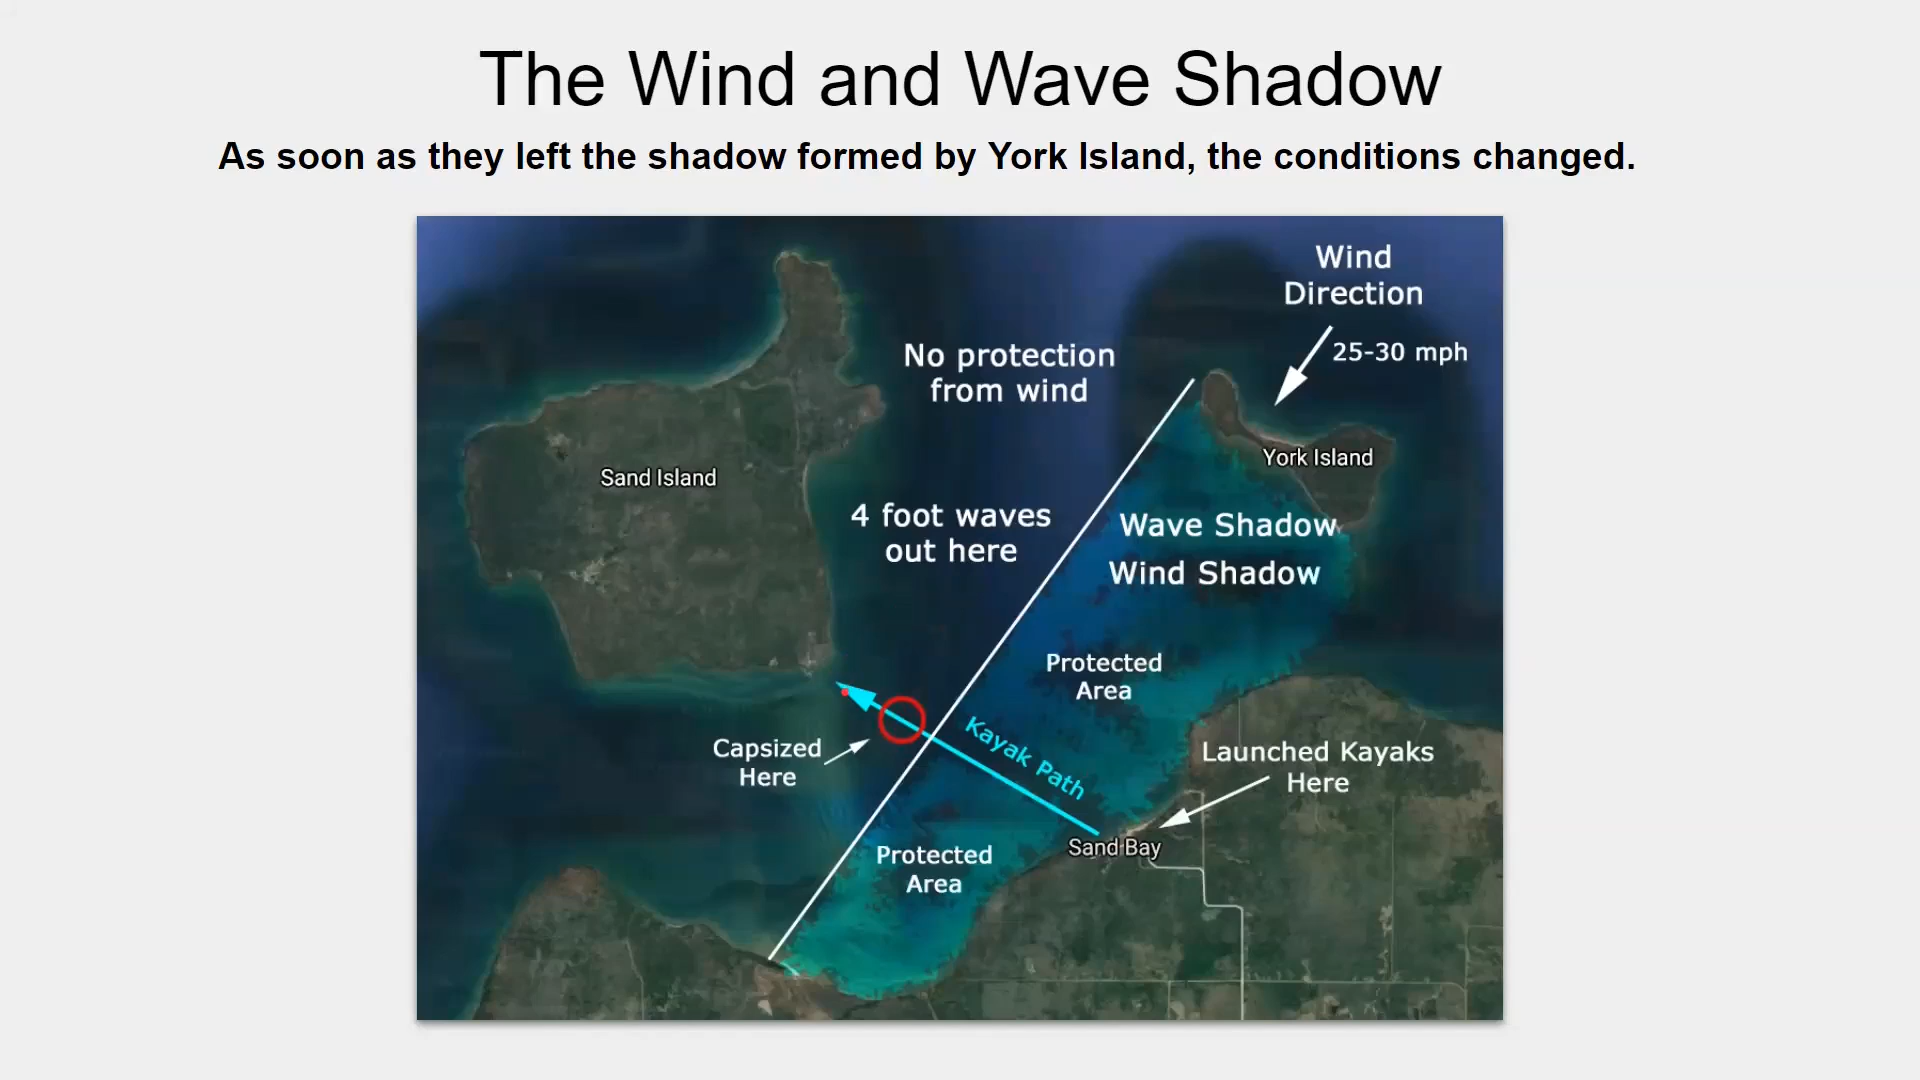 The Wind and Wave Shadow
As soon as they left the shadow formed by York Island, the conditions changed.
Wind
Direction
25-30 mph
No protection
from wind
York Island
Sand Island
4 foot waves
out here
Wave Shadow
Wind Shadow
Protected
Area
Kayak Path
Capsized
Here
Launched Kayaks
Here
Sand Bay
Protected
Area